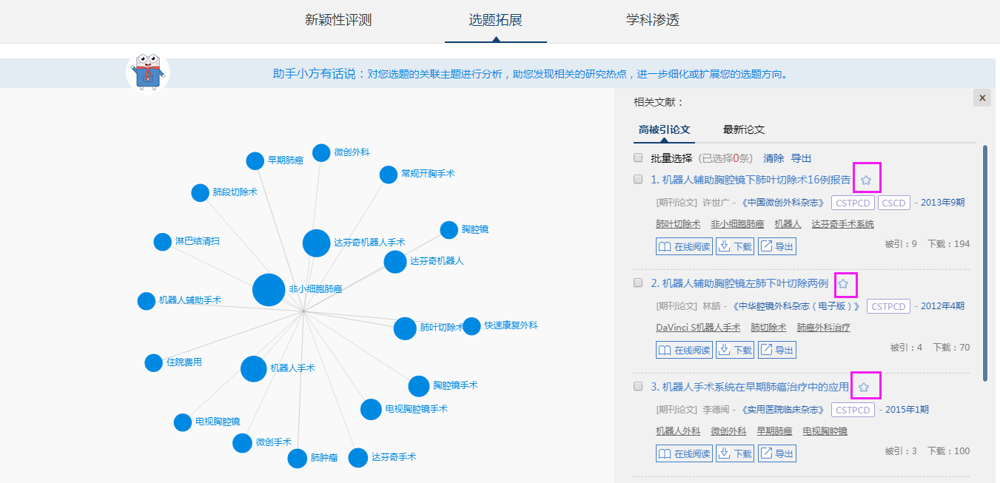 新颖性评测
选题拓展
学科渗透
助手小方有话说：对您选题的关联主题进行分析，助您发现相关的研究热点，进一步细化或扩展您的选题方向。
早期肺癌
微创外科
常规开胸手术
肺段切除术
胸腔镜
淋巴结清扫
达芬奇机器人手术
达芬奇机器人
非小细胞肺癌
机器人辅助手术
肺叶切除术
快速康复外科
住院费用
机器人手术
胸腔镜手术
电视胸腔镜手术
电视胸腔镜
微创手术
肺肿瘤
达芬奇手术
相关文献：
x
高被引论文 最新论文
批量选择 (已选择0条) 清除 导出
1. 机器人辅助胸腔镜下肺叶切除术16例报告
[期刊论文] 许世广 - 《中国微创外科杂志》 CSTPCD CSCD - 2013年9期
肺叶切除术 非小细胞肺癌 机器人 达芬奇手术系统
在线阅读 下载 导出 被引：9 下载：194
2. 机器人辅助胸腔镜左肺下叶切除两例
[期刊论文] 林皓 - 《中华腔镜外科杂志（电子版）》 CSTPCD - 2012年4期
DaVinci S机器人手术 肺切除术 肺癌外科治疗
在线阅读 下载 导出 被引：4 下载：70
3. 机器人手术系统在早期肺癌治疗中的应用
[期刊论文] 李德闽 - 《实用医院临床杂志》 CSTPCD - 2015年1期
机器人外科 微创外科 早期肺癌 电视胸腔镜
在线阅读 下载 导出 被引：3 下载：100